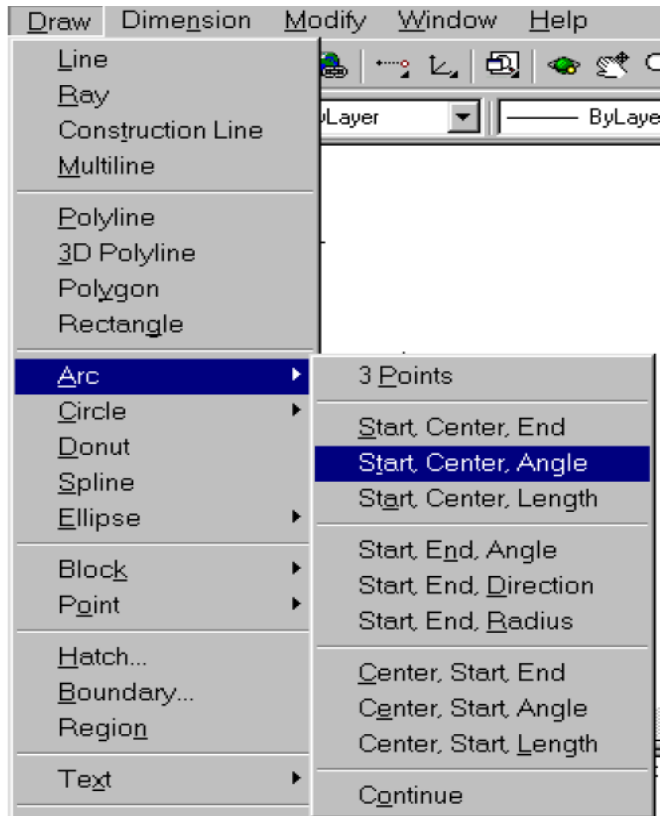 Draw Dimension Modify Window Help
Line
Ray
Construction Line
Multiline
yLayer ByLaye
Polyline
3D Polyline
Polygon
Rectangle
Arc
Circle
Donut
Spline
Ellipse
Block
Point
Hatch...
Boundary...
Region
Text
3 Points
Start, Center, End
Start, Center, Angle
Start, Center, Length
Start, End, Angle
Start, End, Direction
Start, End, Radius
Center, Start, End
Center, Start, Angle
Center, Start, Length
Continue